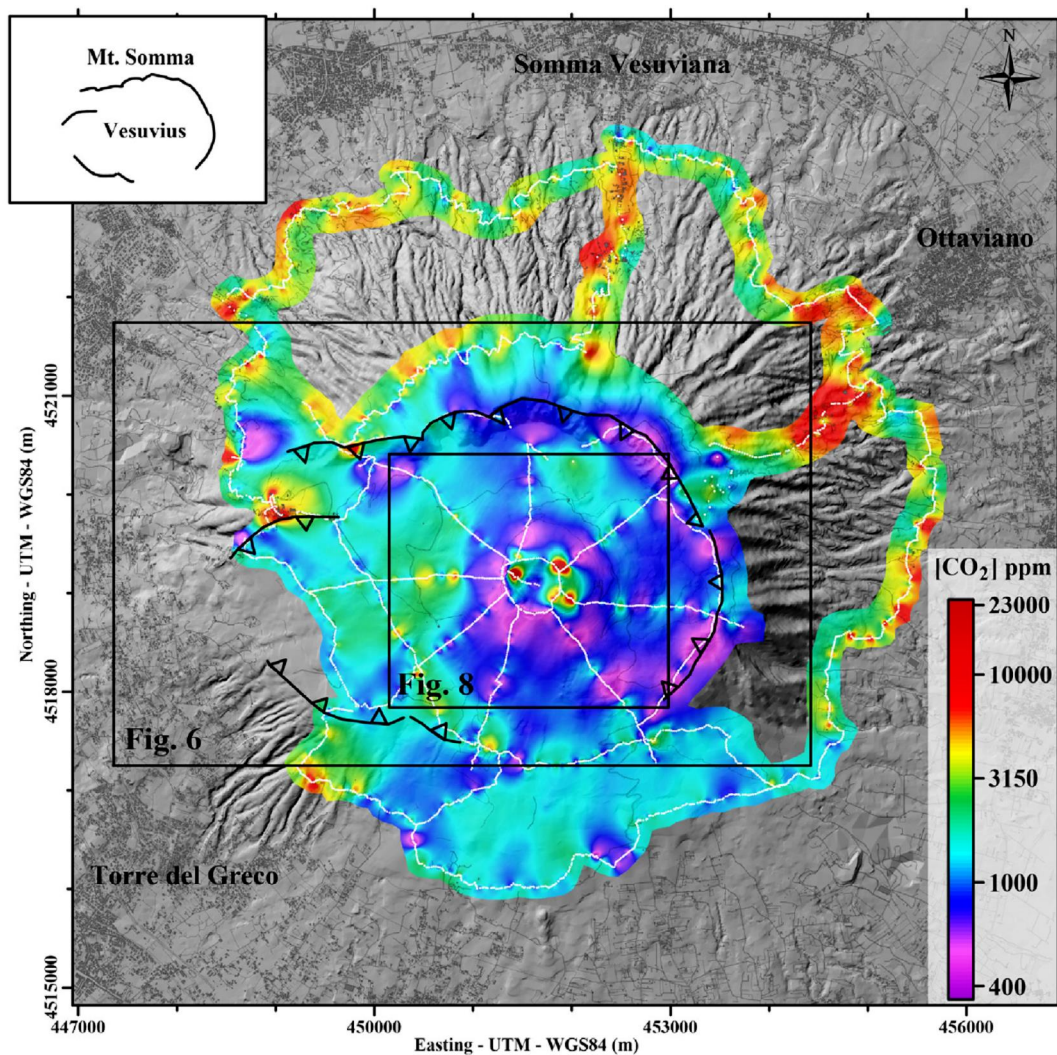 Mt. Somma
Vesuvius
Somma Vesuviana
N
Ottaviano
4521000
4518000
4515000
Northing - UTM - WGS84 (m)
Fig. 8
Fig. 6
Torre del Greco
[CO₂] ppm
23000
10000
3150
1000
400
447000
450000
453000
456000
Easting - UTM - WGS84 (m)